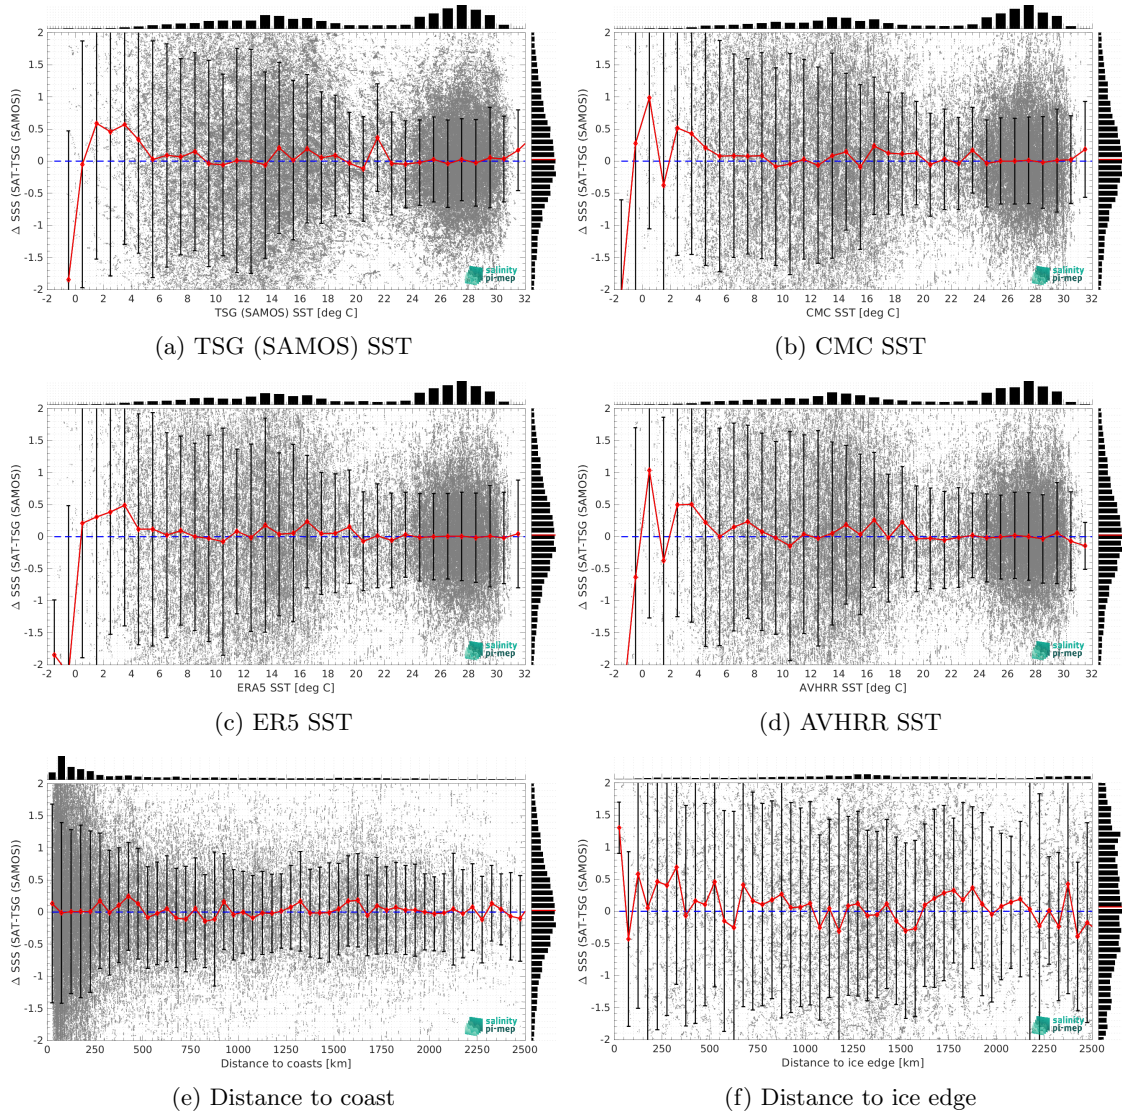 2
1.5
1
0.5
0
-0.5
-1
-1.5
-2
Δ SSS (SAT-TSG (SAMOS))
-2 0 2 4 6 8 10 12 14 16 18 20 22 24 26 28 30 32
TSG (SAMOS) SST [deg C]
salinity
pi-mep
(a) TSG (SAMOS) SST
2
1.5
1
0.5
0
-0.5
-1
-1.5
-2
Δ SSS (SAT-TSG (SAMOS))
-2 0 2 4 6 8 10 12 14 16 18 20 22 24 26 28 30 32
CMC SST [deg C]
salinity
pi-mep
(b) CMC SST
2
1.5
1
0.5
0
-0.5
-1
-1.5
-2
Δ SSS (SAT-TSG (SAMOS))
-2 0 2 4 6 8 10 12 14 16 18 20 22 24 26 28 30 32
ERA5 SST [deg C]
salinity
pi-mep
(c) ER5 SST
2
1.5
1
0.5
0
-0.5
-1
-1.5
-2
Δ SSS (SAT-TSG (SAMOS))
-2 0 2 4 6 8 10 12 14 16 18 20 22 24 26 28 30 32
AVHRR SST [deg C]
salinity
pi-mep
(d) AVHRR SST
2
1.5
1
0.5
0
-0.5
-1
-1.5
-2
Δ SSS (SAT-TSG (SAMOS))
0 250 500 750 1000 1250 1500 1750 2000 2250 2500
Distance to coasts [km]
salinity
pi-mep
(e) Distance to coast
2
1.5
1
0.5
0
-0.5
-1
-1.5
-2
Δ SSS (SAT-TSG (SAMOS))
0 250 500 750 1000 1250 1500 1750 2000 2250 2500
Distance to ice edge [km]
salinity
pi-mep
(f) Distance to ice edge